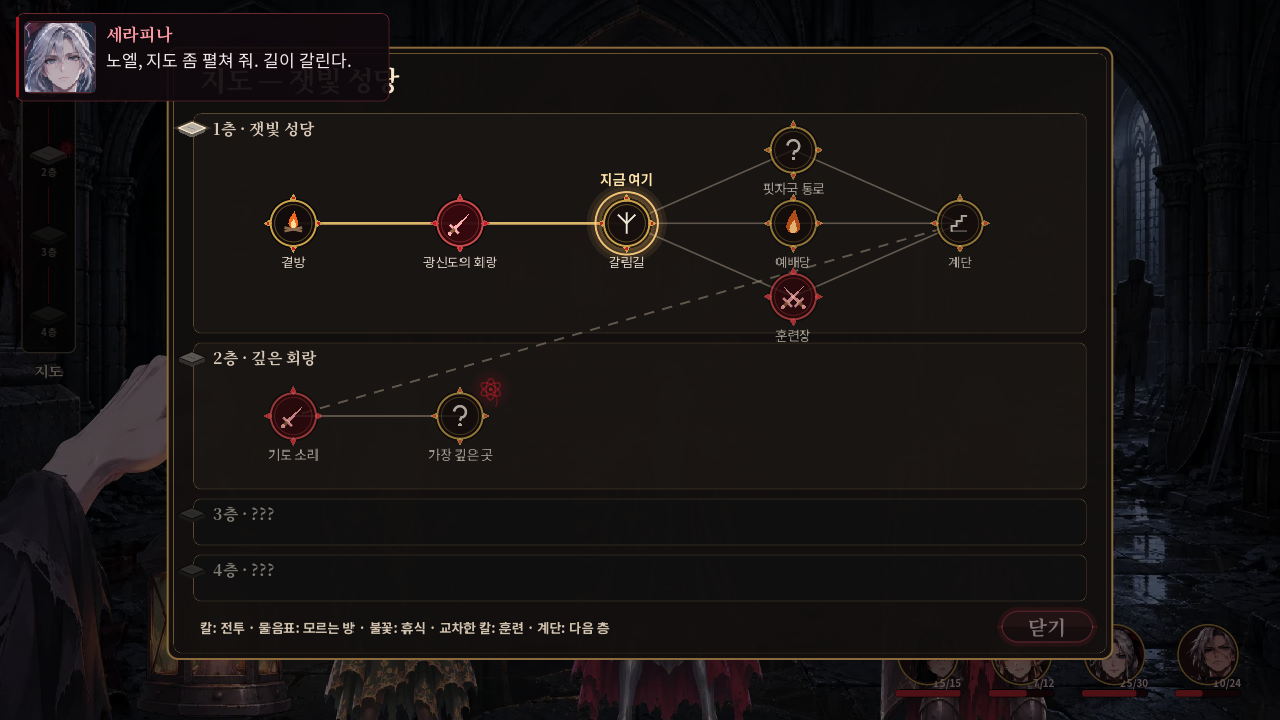 세라피나
노엘, 지도 좀 펼쳐 줘. 길이 갈린다.
지도 — 잿빛 성당
2층
3층
4층
지도
1층 · 잿빛 성당
지금 여기
곁방
광신도의 회랑
갈림길
핏자국 통로
예배당
훈련장
계단
2층 · 깊은 회랑
기도 소리
가장 깊은 곳
3층 · ???
4층 · ???
칼: 전투 · 물음표: 모르는 방 · 불꽃: 휴식 · 교차한 칼: 훈련 · 계단: 다음 층
닫기
15/15
7/12
25/30
10/24